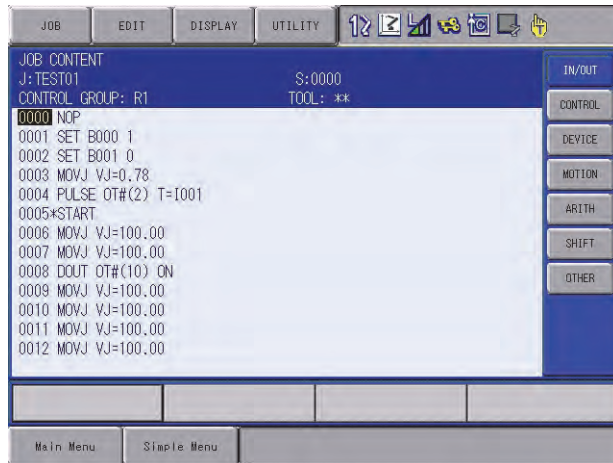 JOB EDIT DISPLAY UTILITY
JOB CONTENT
J:TEST01 S:0000
CONTROL GROUP: R1 TOOL: **
0000 NOP
0001 SET B000 1
0002 SET B001 0
0003 MOVJ VJ=0.78
0004 PULSE OT#(2) T=I001
0005*START
0006 MOVJ VJ=100.00
0007 MOVJ VJ=100.00
0008 DOUT OT#(10) ON
0009 MOVJ VJ=100.00
0010 MOVJ VJ=100.00
0011 MOVJ VJ=100.00
0012 MOVJ VJ=100.00
IN/OUT
CONTROL
DEVICE
MOTION
ARITH
SHIFT
OTHER
Main Menu Simple Menu